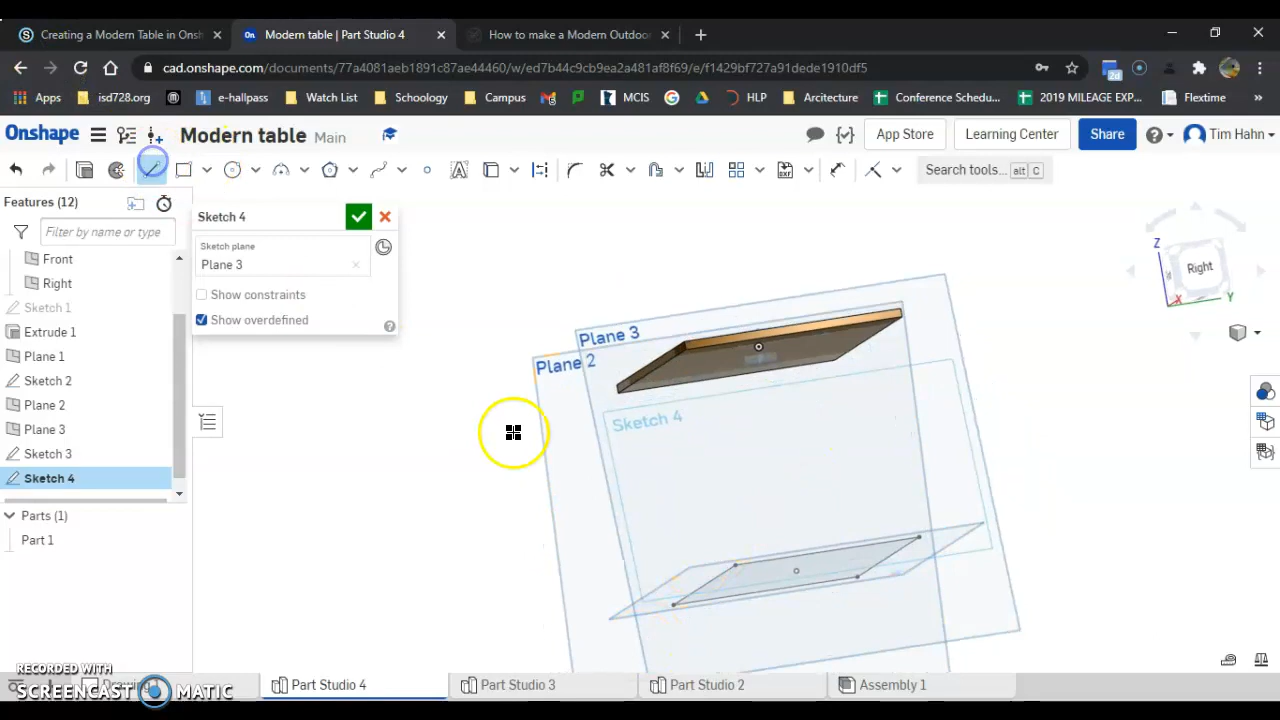 Creating a Modern Table in Onsh
Modern table | Part Studio 4
How to make a Modern Outdoo
cad.onshape.com/documents/77a4081aeb1891c87ae44460/w/ed7b44c9cb9ea2a481af8f69/e/f1429bf727a91dede1910df5
2d
Apps
isd728.org
e-hallpass
Watch List
Schoology
Campus
MCIS
HLP
Arcitecture
Conference Schedu...
2019 MILEAGE EXP...
Flextime
»
Onshape
Modern table Main
App Store
Learning Center
Share
Tim Hahn
Search tools... alt C
Features (12)
Filter by name or type
Front
Right
Sketch 1
Extrude 1
Plane 1
Sketch 2
Plane 2
Plane 3
Sketch 3
Sketch 4
Parts (1)
Part 1
Sketch 4
Sketch plane
Plane 3
Show constraints
Show overdefined
Plane 3
Plane 2
Sketch 4
Z
Right
X
Y
RECORDED WITH
SCREENCAST MATIC
Part Studio 4
Part Studio 3
Part Studio 2
Assembly 1